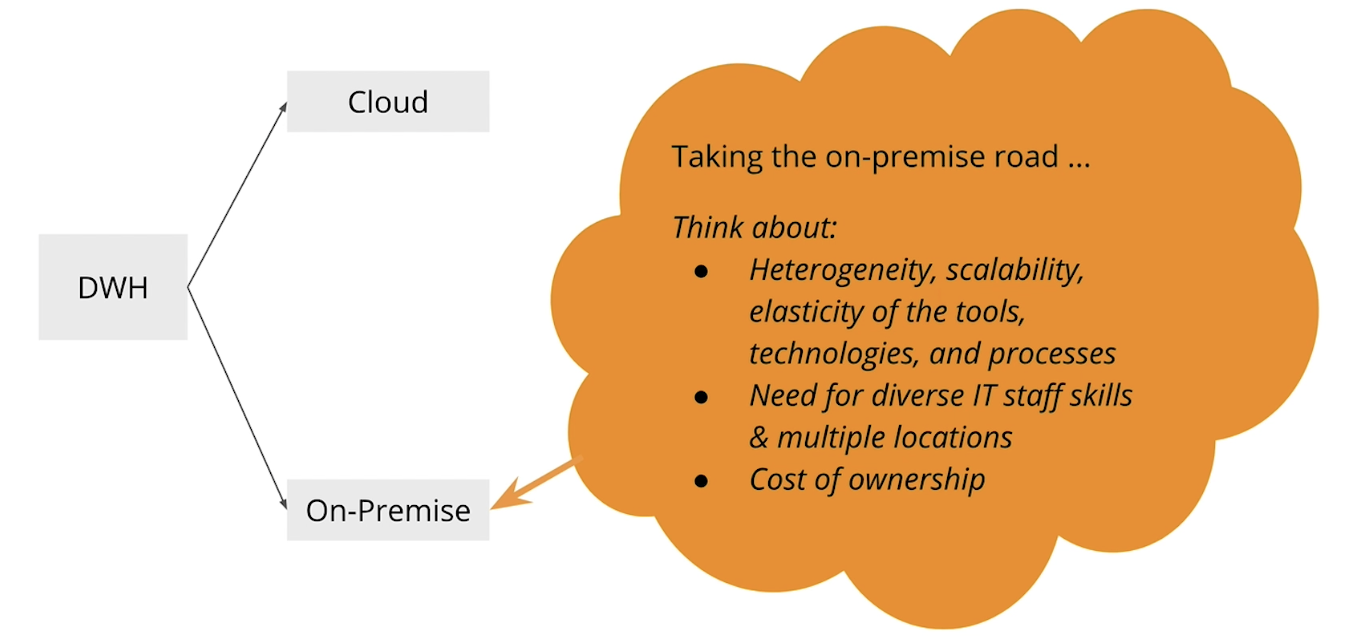 Cloud
DWH
On-Premise
Taking the on-premise road ...
Think about:
● Heterogeneity, scalability,
elasticity of the tools,
technologies, and processes
● Need for diverse IT staff skills
& multiple locations
● Cost of ownership